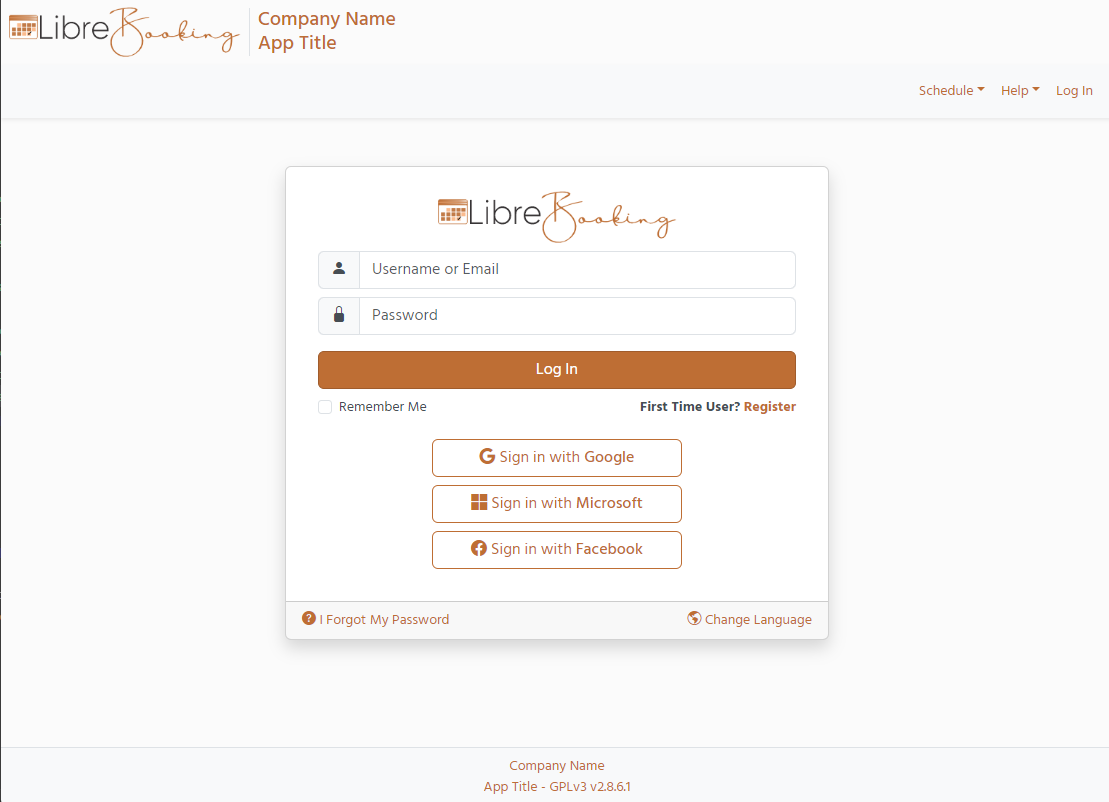 LibreBooking
Company Name
App Title
Schedule Help Log In
LibreBooking
Username or Email
Password
Log In
Remember Me First Time User? Register
Sign in with Google
Sign in with Microsoft
Sign in with Facebook
I Forgot My Password Change Language
Company Name
App Title - GPLv3 v2.8.6.1